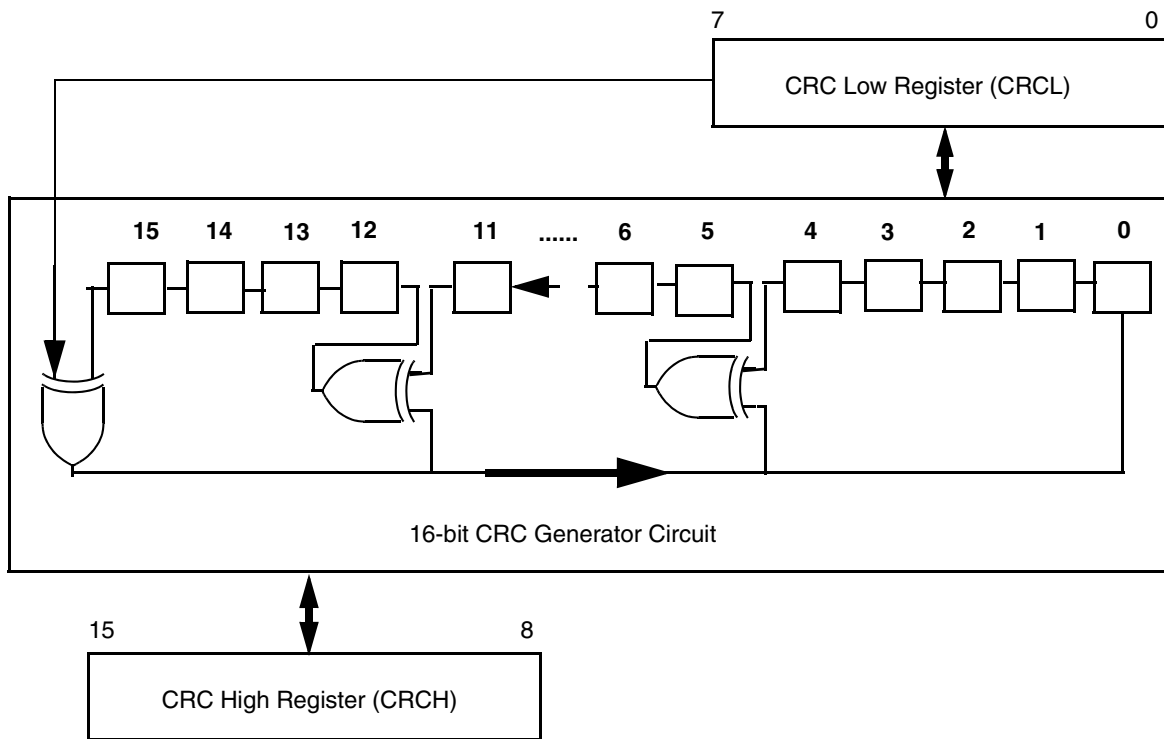 7 0
CRC Low Register (CRCL)
15 14 13 12 11 ...... 6 5 4 3 2 1 0
16-bit CRC Generator Circuit
15 8
CRC High Register (CRCH)